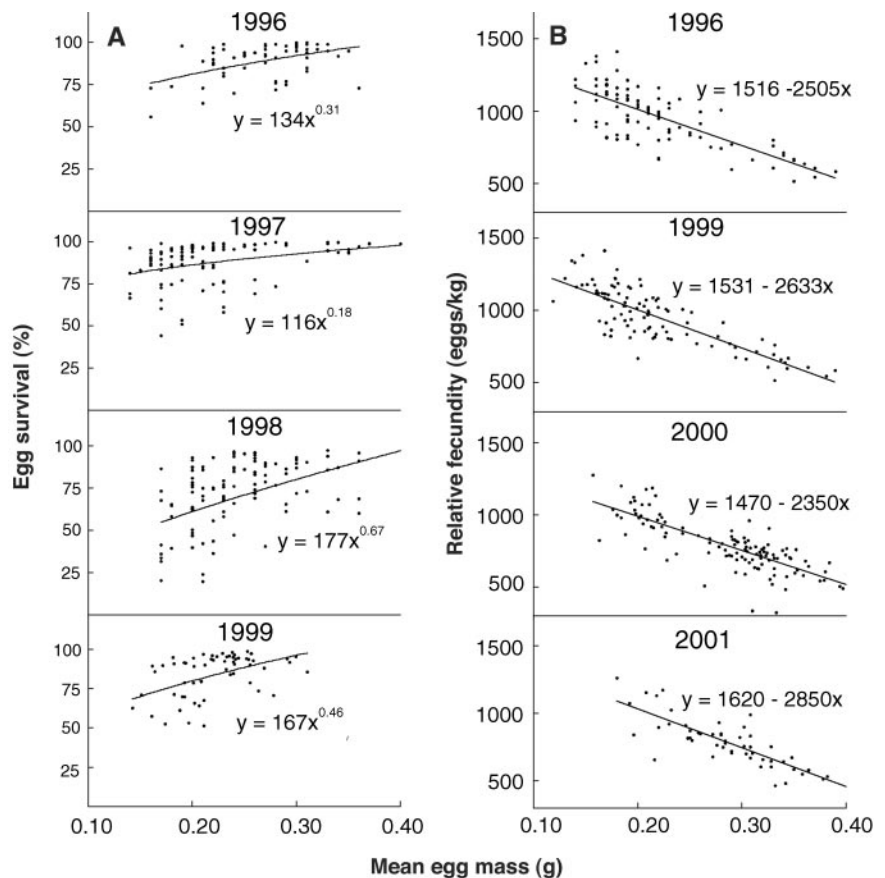 A
1996
100
75
50
25
y = 134x^0.31
1997
100
75
50
25
y = 116x^0.18
1998
100
75
50
25
y = 177x^0.67
1999
100
75
50
25
y = 167x^0.46
0.10 0.20 0.30 0.40
Egg survival (%)
B
1996
1500
1000
500
y = 1516 -2505x
1999
1500
1000
500
y = 1531 - 2633x
2000
1500
1000
500
y = 1470 - 2350x
2001
1000
500
y = 1620 - 2850x
0.10 0.20 0.30 0.40
Relative fecundity (eggs/kg)
Mean egg mass (g)